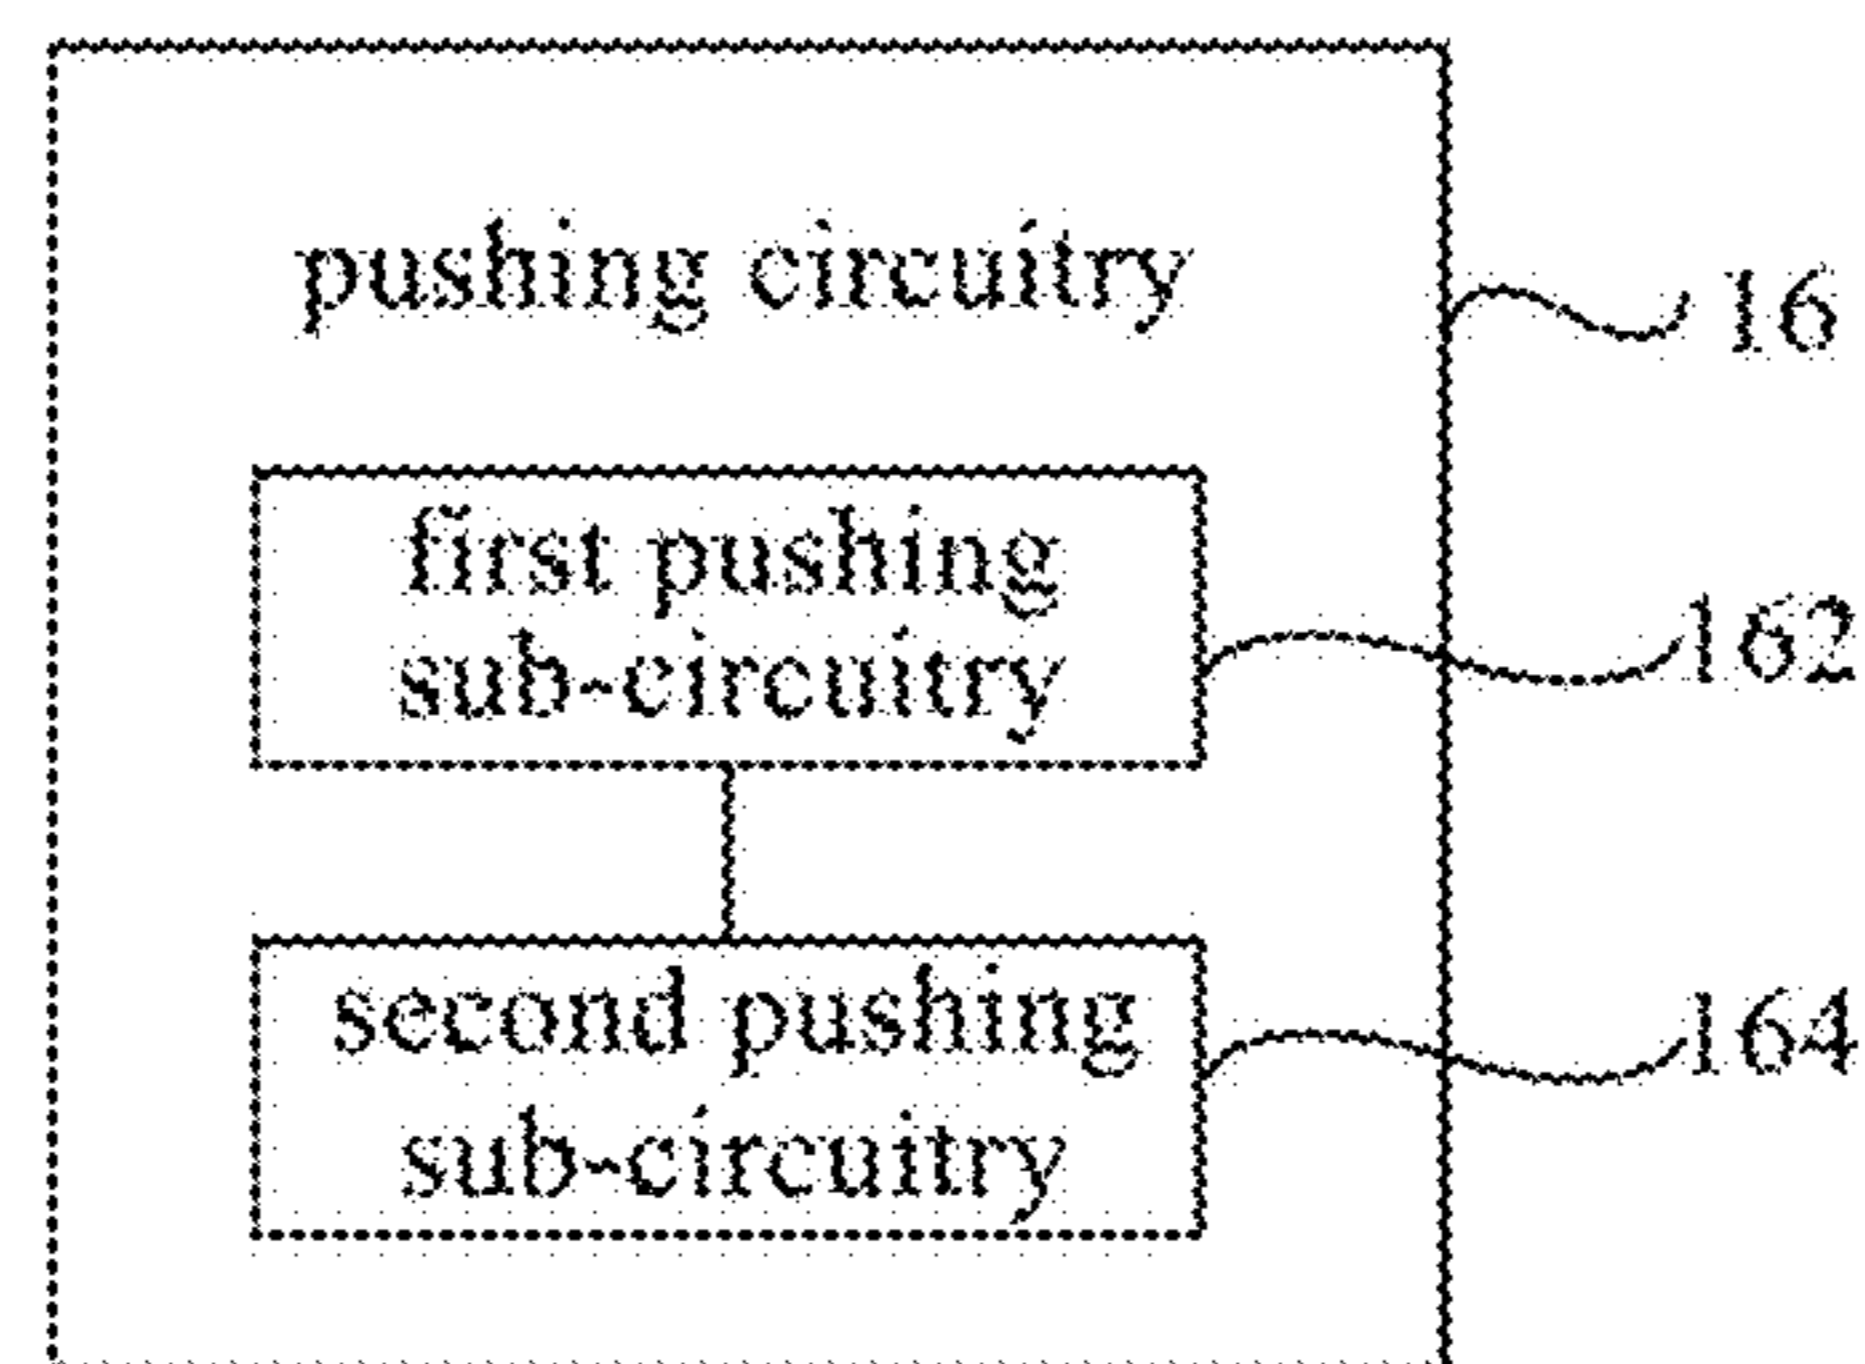 pushing circuitry
16
first pushing
sub-circuitry
162
second pushing
sub-circuitry
164